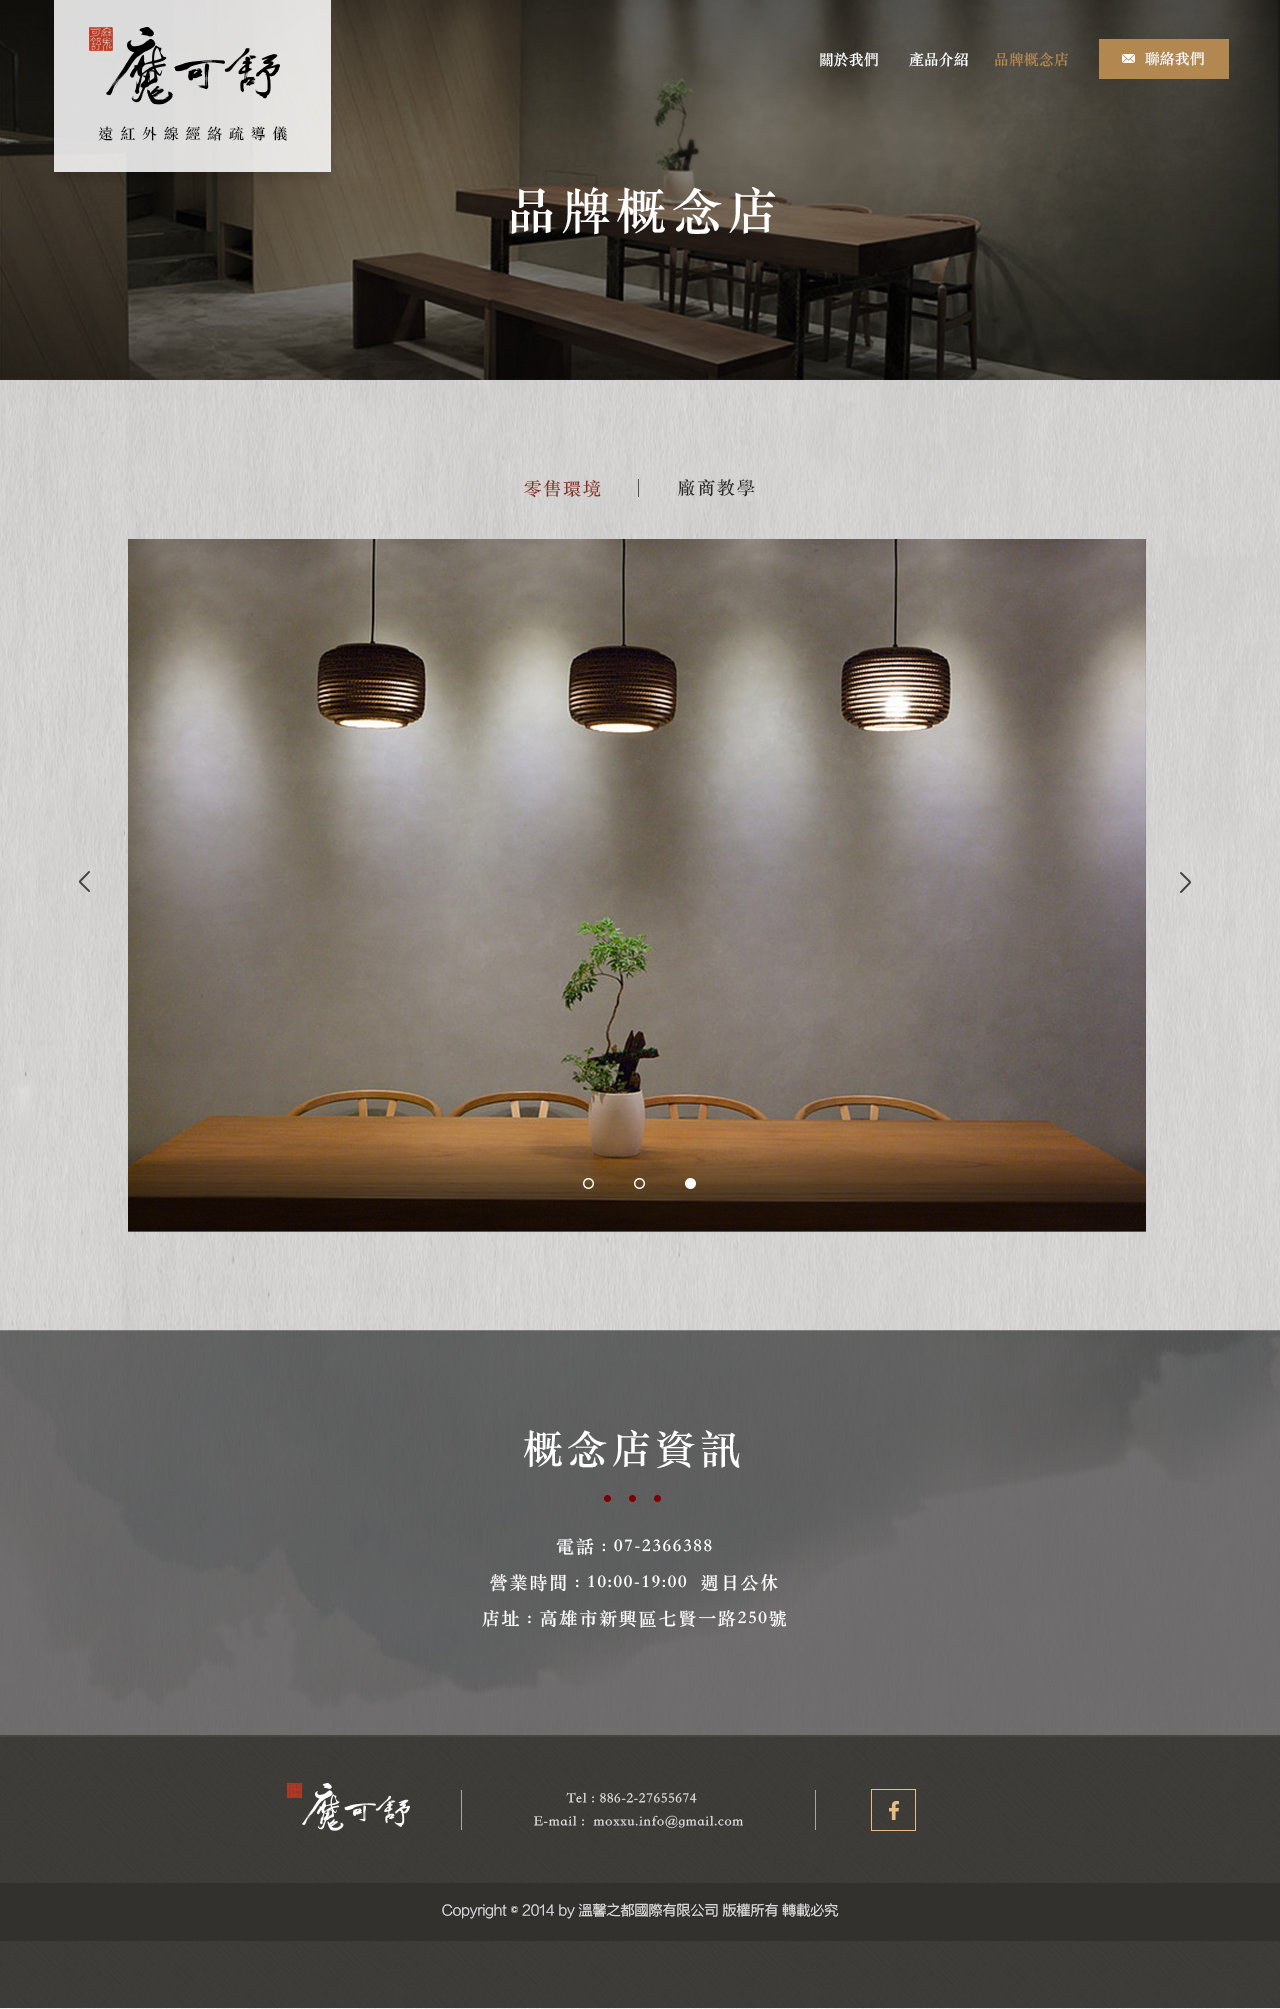 魔可舒
遠紅外線經絡疏導儀
關於我們
產品介紹
品牌概念店
聯絡我們
品牌概念店
零售環境
廠商教學
概念店資訊
電話：07-2366388
營業時間：10:00-19:00 週日公休
店址：高雄市新興區七賢一路250號
魔可舒
Tel : 886-2-27655674
E-mail : moxxu.info@gmail.com
Copyright © 2014 by 溫馨之都國際有限公司 版權所有 轉載必究